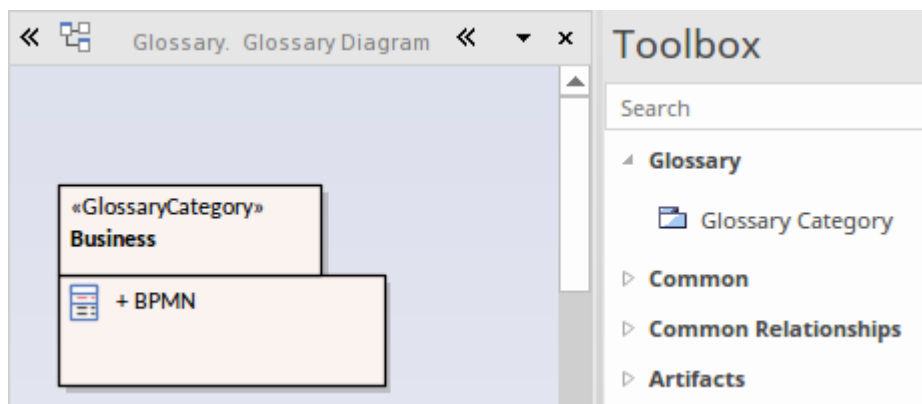 Glossary. Glossary Diagram
«GlossaryCategory»
Business
+ BPMN
Toolbox
Search
Glossary
Glossary Category
Common
Common Relationships
Artifacts